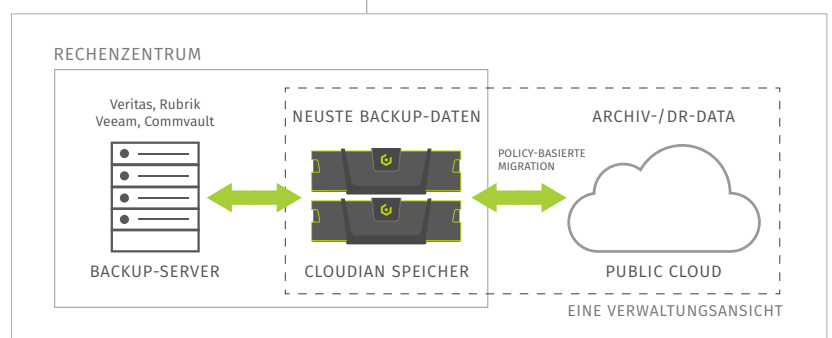 RECHENZENTRUM
Veritas, Rubrik
Veeam, Commvault
BACKUP-SERVER
NEUSTE BACKUP-DATEN
CLOUDIAN SPEICHER
POLICY-BASIERTE
MIGRATION
ARCHIV-/DR-DATA
PUBLIC CLOUD
EINE VERWALTUNGSANSICHT